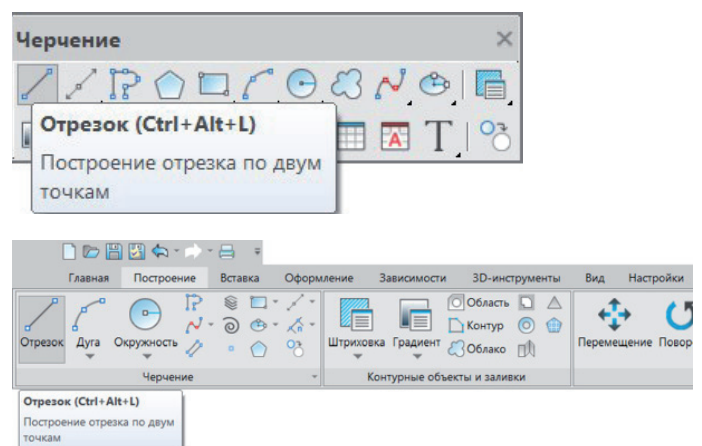 Черчение
Отрезок (Ctrl+Alt+L)
Построение отрезка по двум
точкам
Главная Построение Вставка Оформление Зависимости 3D-инструменты Вид Настройки
Область
Контур
Облако
Отрезок Дуга Окружность Штриховка Градиент Перемещение Повор
Черчение Контурные объекты и заливки
Отрезок (Ctrl+Alt+L)
Построение отрезка по двум
точкам